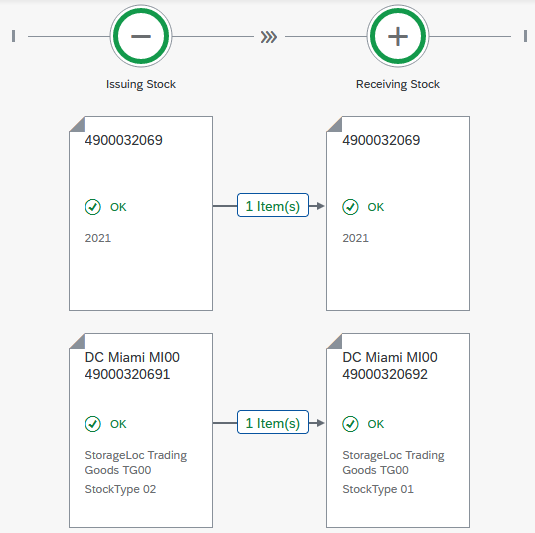 Issuing Stock
Receiving Stock
4900032069
4900032069
OK
1 Item(s)
OK
2021
2021
DC Miami MI00
49000320691
DC Miami MI00
49000320692
OK
1 Item(s)
OK
StorageLoc Trading
Goods TG00
StockType 02
StorageLoc Trading
Goods TG00
StockType 01